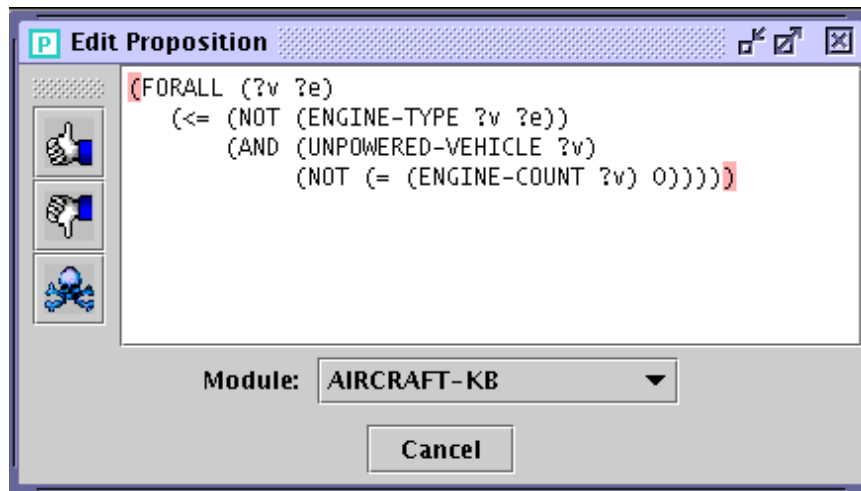 P Edit Proposition
(FORALL (?v ?e)
(<= (NOT (ENGINE-TYPE ?v ?e))
(AND (UNPOWERED-VEHICLE ?v)
(NOT (= (ENGINE-COUNT ?v) 0)))))
Module: AIRCRAFT-KB
Cancel